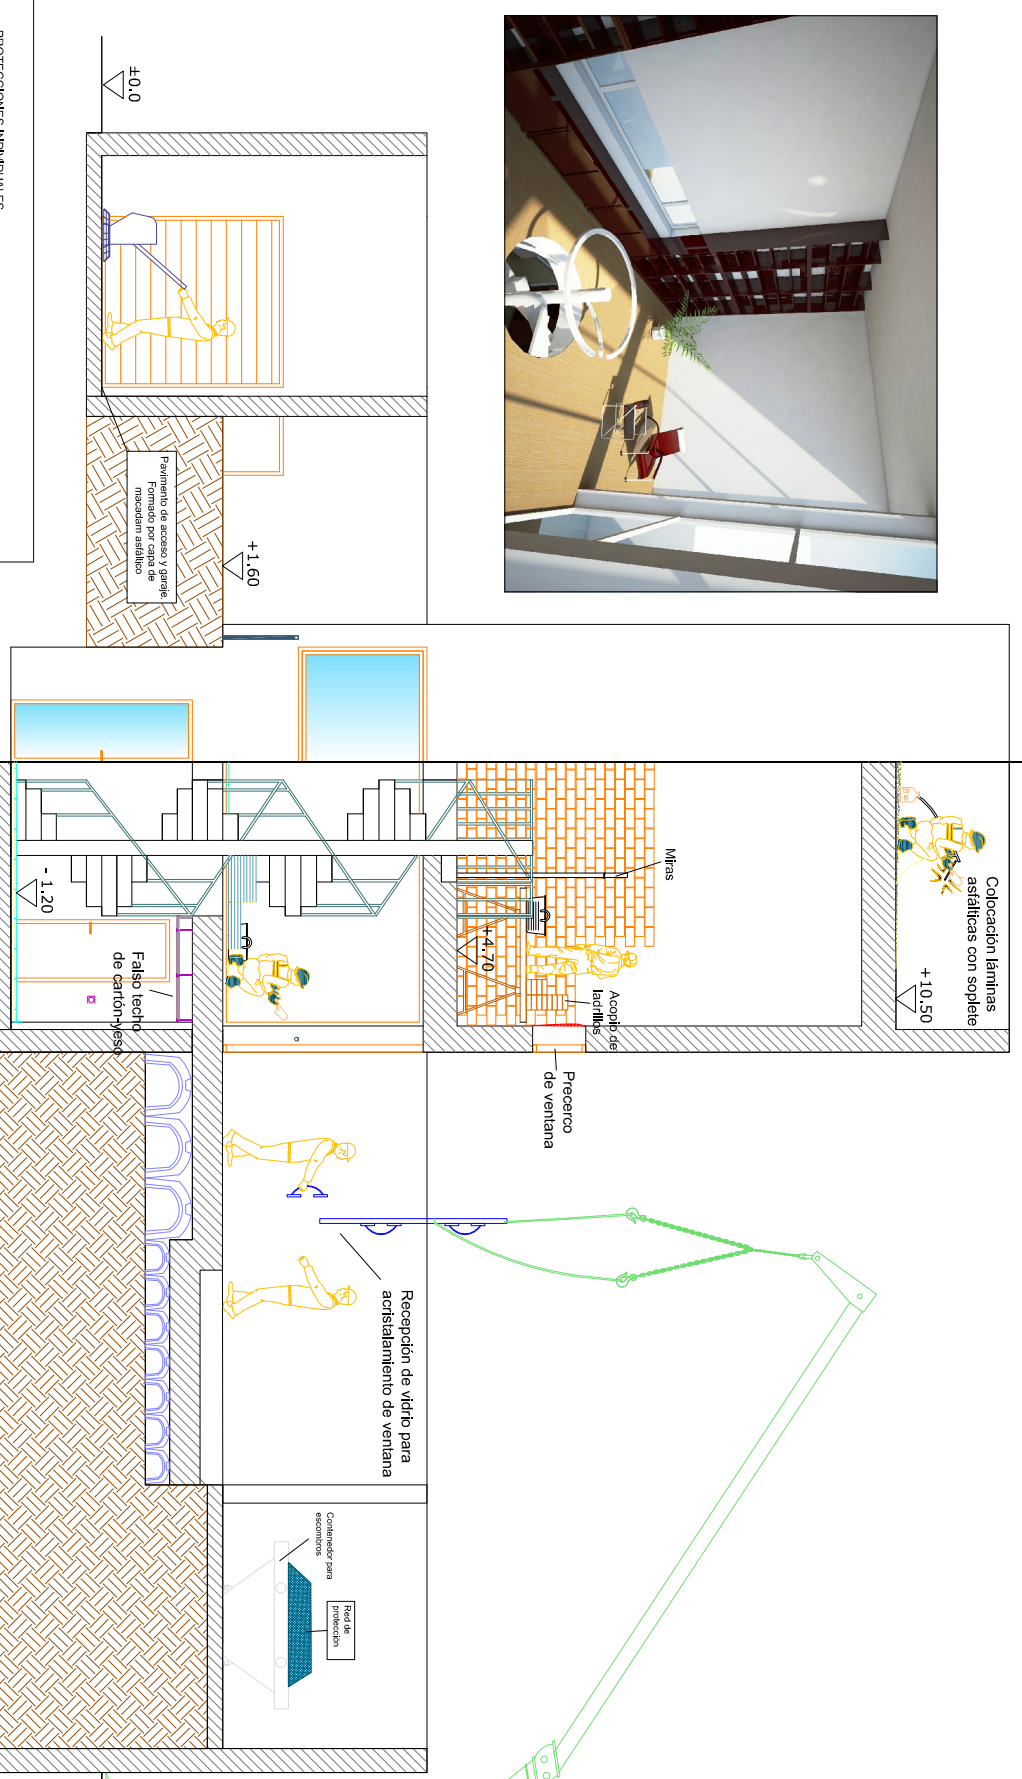 Colocación láminas
asfálticas con soplete
+10.50
Miras
Acopio de
ladrillos
+4.70
Precerco
de ventana
±0.0
+1.60
Pavimento de acceso y garaje.
Formado por capa de
macadam asfáltico
- 1.20
Falso techo
de cartón-yeso
Recepción de vidrio para
acristalamiento de ventana
Contenedor para
escombros
Red de
protección